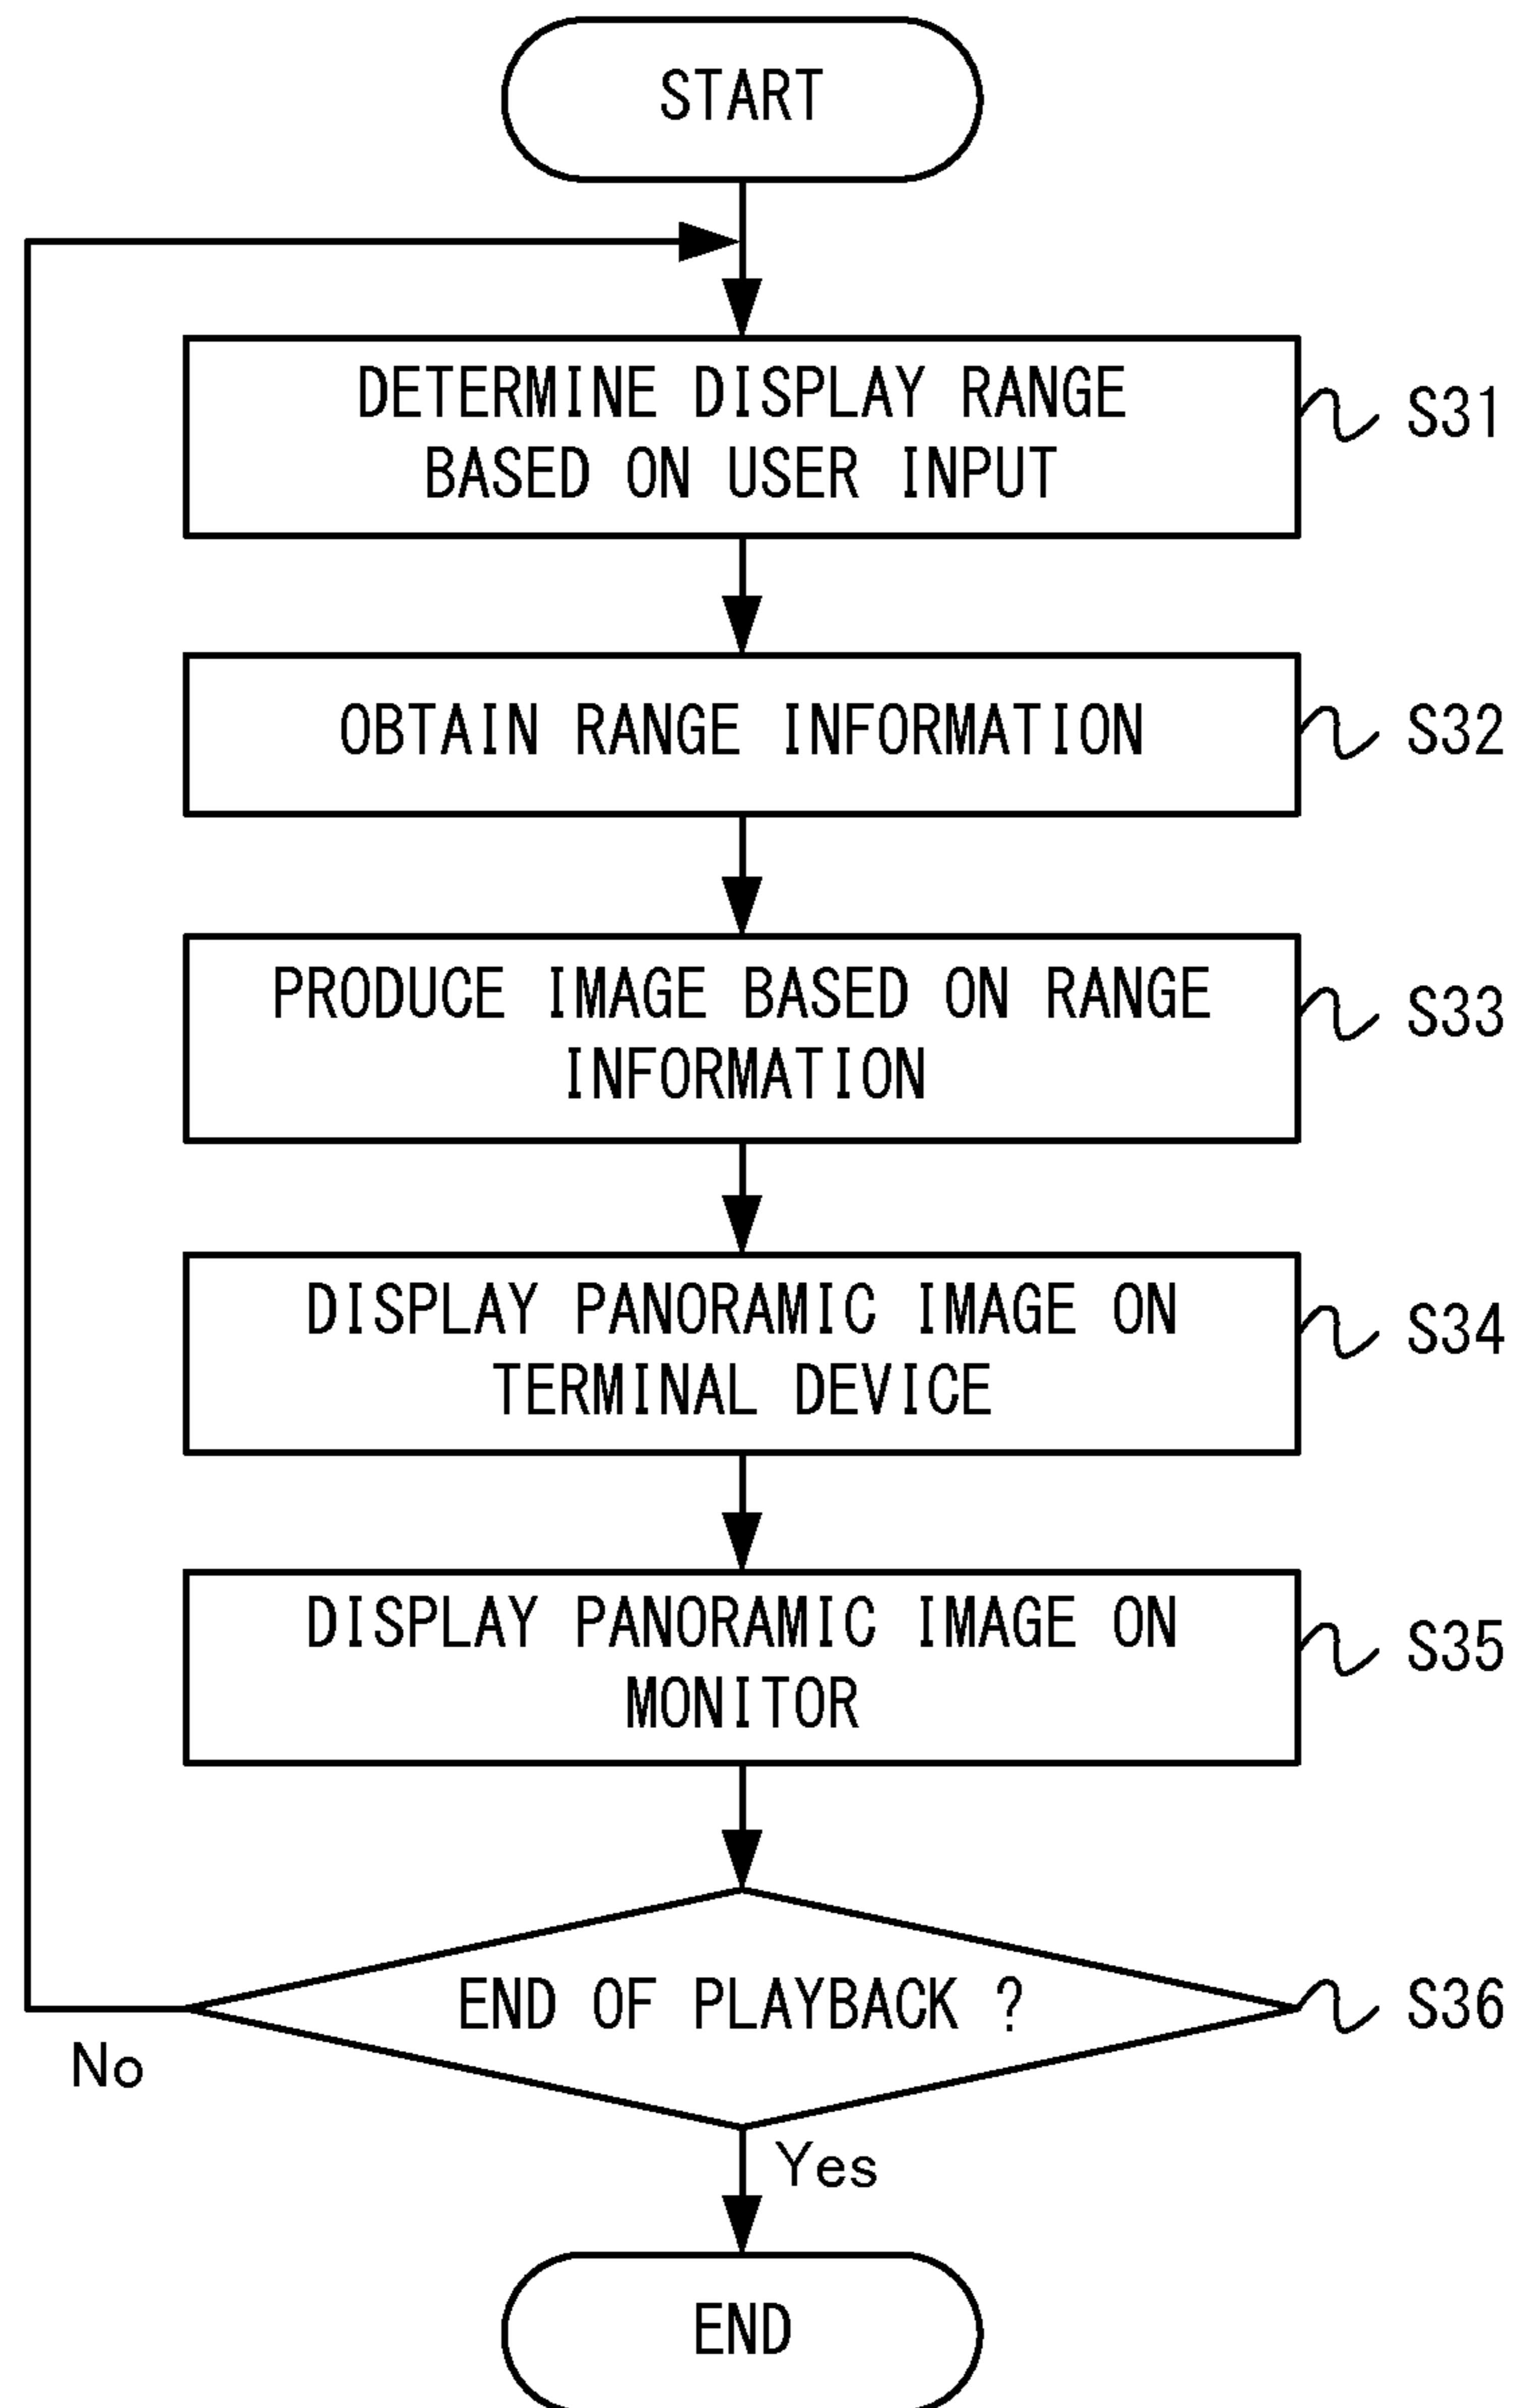 START
DETERMINE DISPLAY RANGE
BASED ON USER INPUT
S31
OBTAIN RANGE INFORMATION
S32
PRODUCE IMAGE BASED ON RANGE
INFORMATION
S33
DISPLAY PANORAMIC IMAGE ON
TERMINAL DEVICE
S34
DISPLAY PANORAMIC IMAGE ON
MONITOR
S35
END OF PLAYBACK ?
S36
No
Yes
END